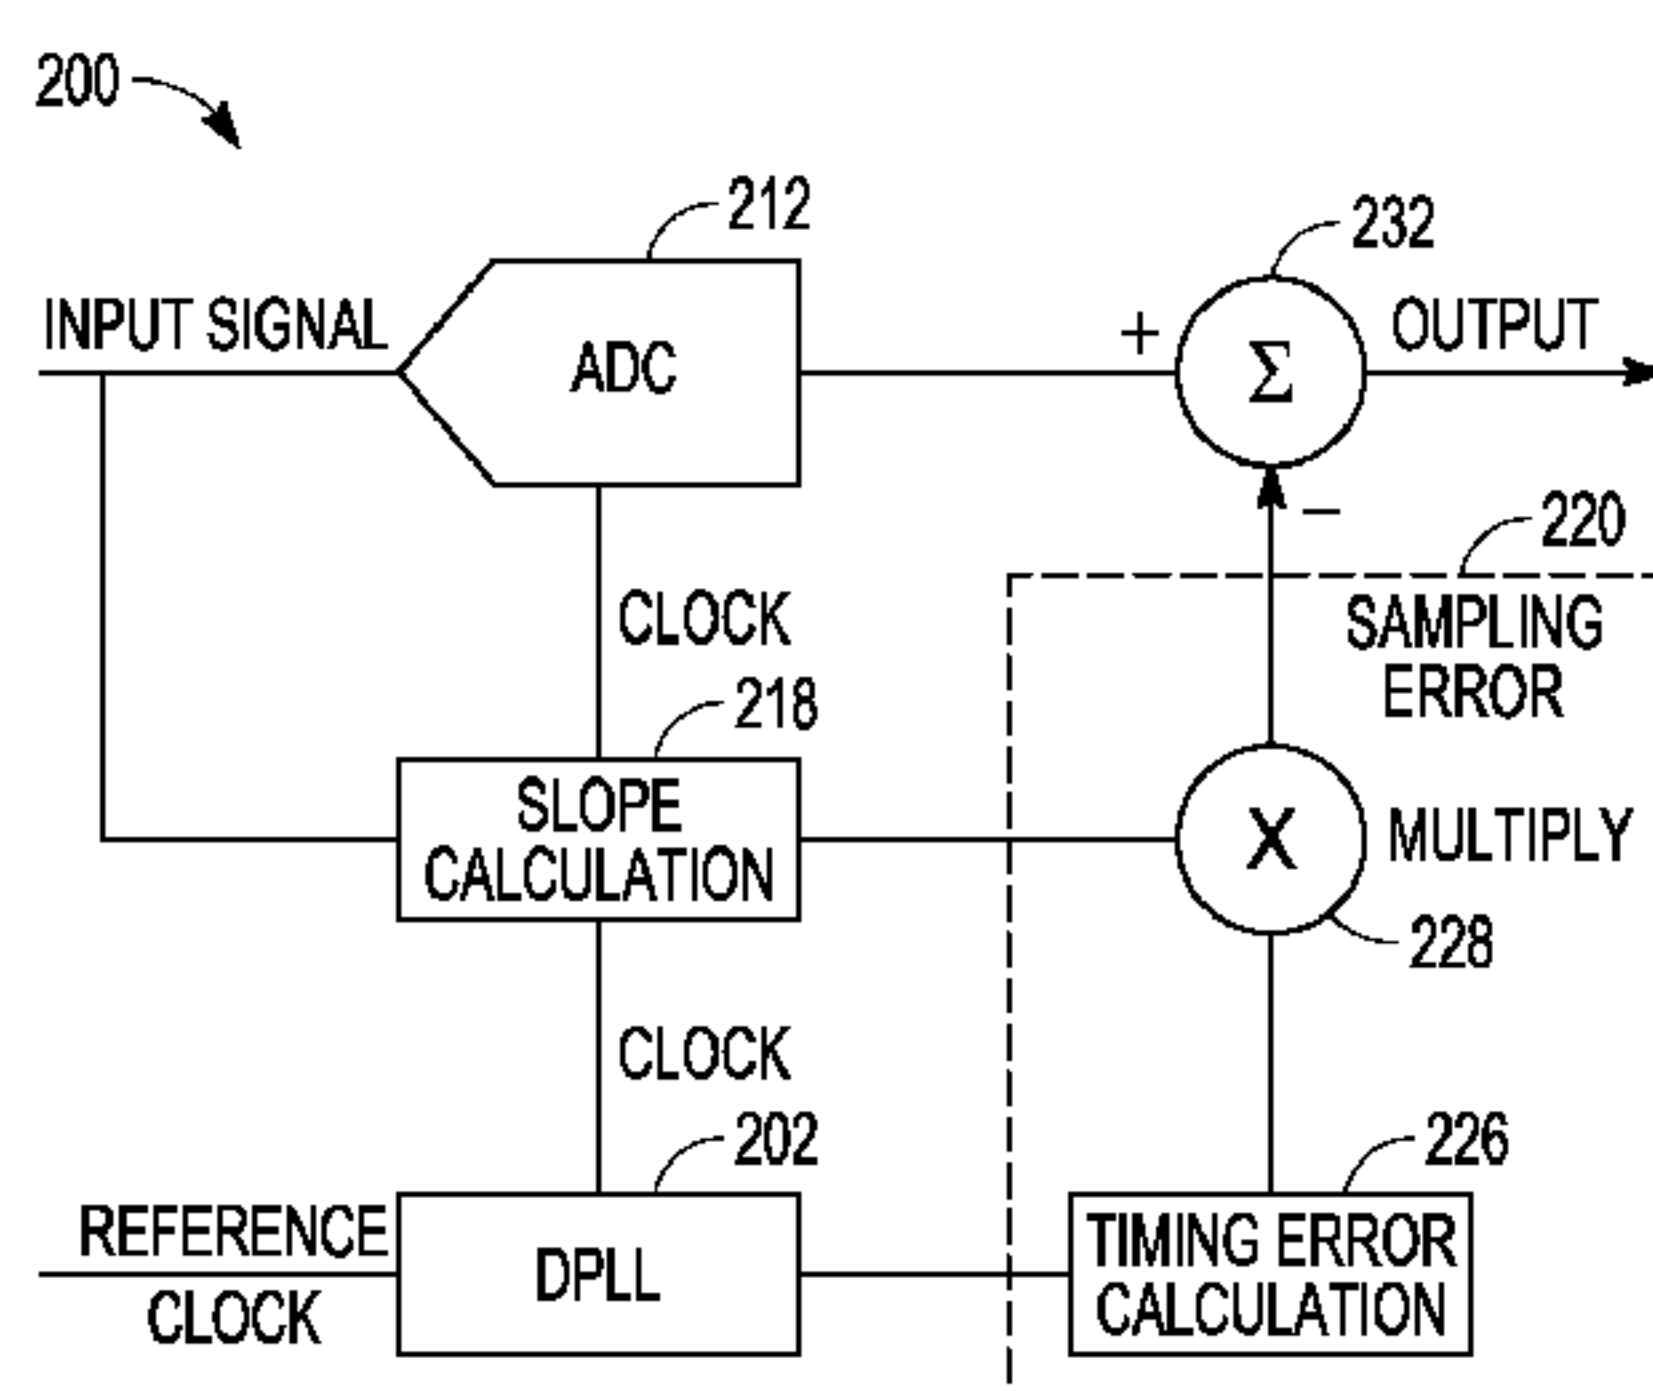 200
212
232
INPUT SIGNAL
ADC
+
Σ
OUTPUT
−
220
CLOCK
SAMPLING
ERROR
218
SLOPE
CALCULATION
X
MULTIPLY
228
CLOCK
202
226
REFERENCE
CLOCK
DPLL
TIMING ERROR
CALCULATION